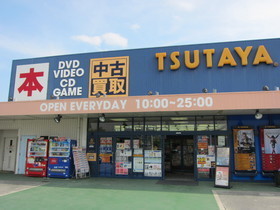 本
DVD
VIDEO
CD
GAME
中古
買取
TSUTAYA
OPEN EVERYDAY 10:00~25:00